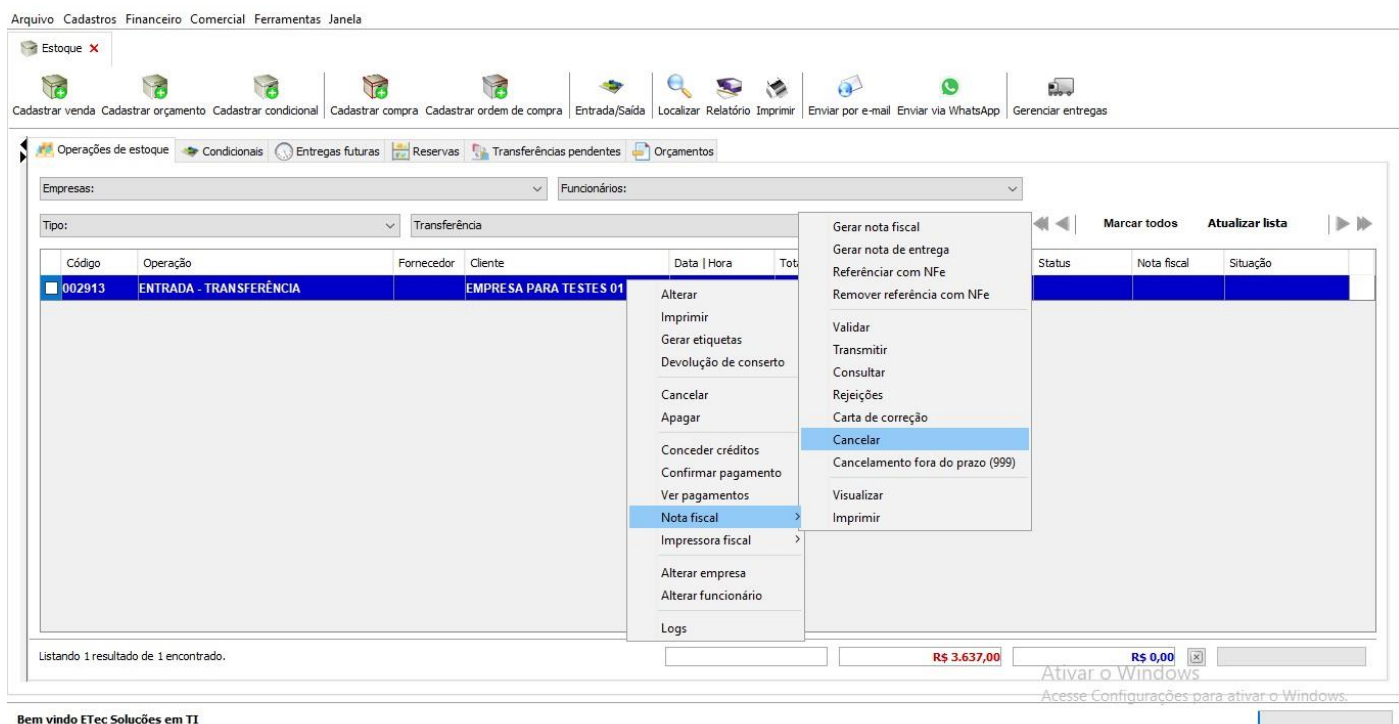 Arquivo Cadastros Financeiro Comercial Ferramentas Janela
Estoque
Cadastrar venda Cadastrar orçamento Cadastrar condicional Cadastrar compra Cadastrar ordem de compra Entrada/Saída Localizar Relatório Imprimir Enviar por e-mail Enviar via WhatsApp Gerenciar entregas
Operações de estoque Condicionais Entregas futuras Reservas Transferências pendentes Orçamentos
Empresas: Funcionários:
Tipo: Transferência Marcar todos Atualizar lista
Código Operação Fornecedor Cliente Data | Hora Tot Status Nota fiscal Situação
002913 ENTRADA - TRANSFERÊNCIA EMPRESA PARA TESTES 01
Alterar
Imprimir
Gerar etiquetas
Devolução de conserto
Cancelar
Apagar
Conceder créditos
Confirmar pagamento
Ver pagamentos
Nota fiscal
Impressora fiscal
Alterar empresa
Alterar funcionário
Logs
Gerar nota fiscal
Gerar nota de entrega
Referênciar com NFe
Remover referência com NFe
Validar
Transmitir
Consultar
Rejeições
Carta de correção
Cancelar
Cancelamento fora do prazo (999)
Visualizar
Imprimir
Listando 1 resultado de 1 encontrado. R$ 3.637,00 R$ 0,00
Ativar o Windows
Acesse Configurações para ativar o Windows.
Bem vindo ETec Soluções em TI